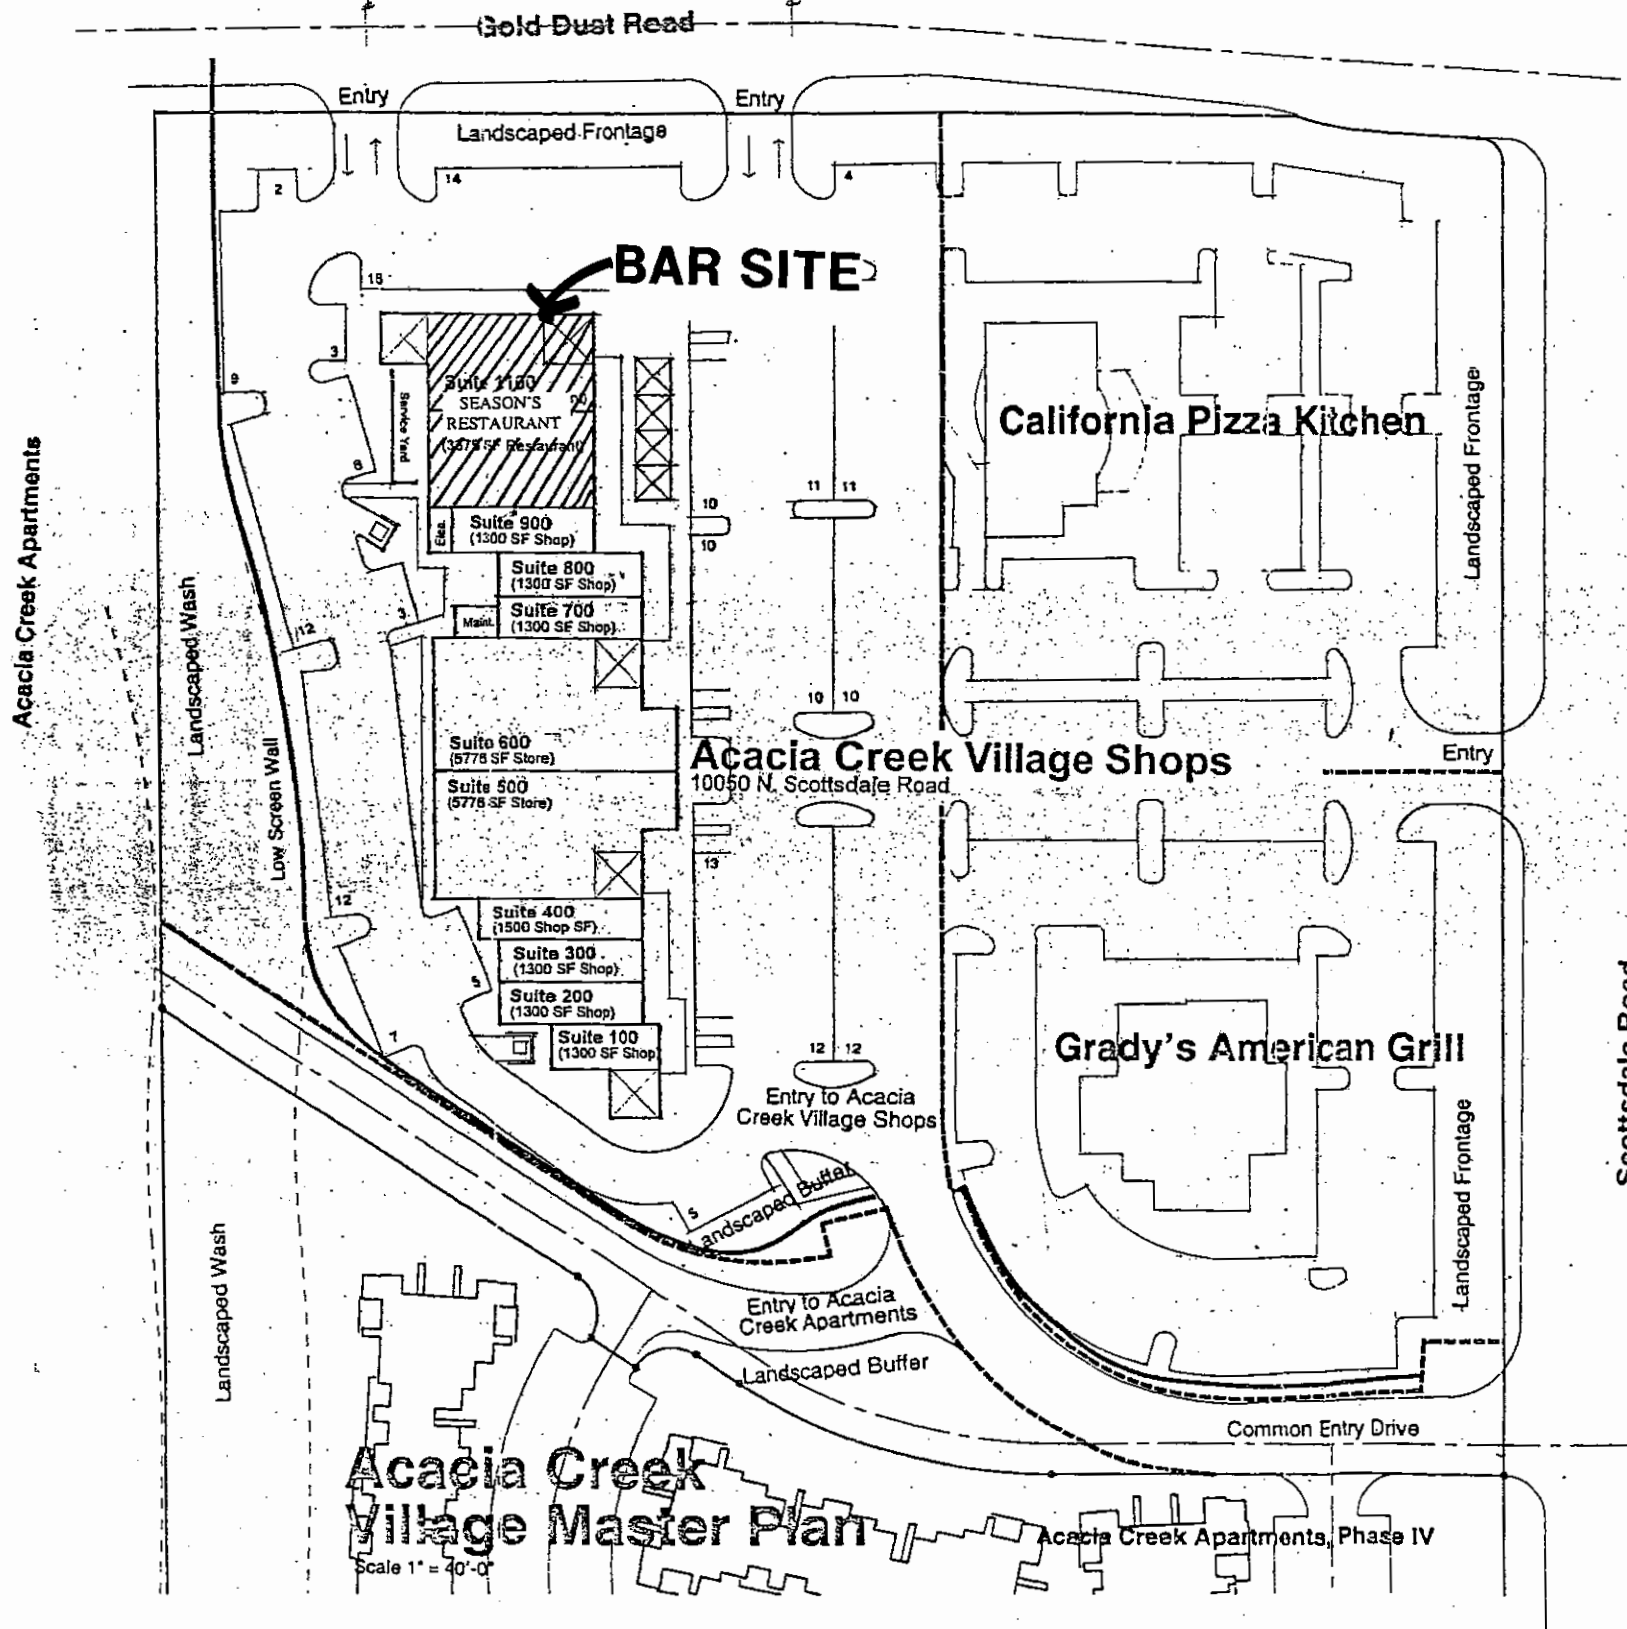 Gold Dust Road
Entry
Entry
Landscaped Frontage
2
14
4
BAR SITE
18
3
9
Suite 1100
SEASON'S
RESTAURANT
Service Yard
California Pizza Kitchen
Landscaped Frontage
Acacia Creek Apartments
8
11 11
10
10
Elec.
Suite 900
(1300 SF Shop)
Suite 800
(1300 SF Shop)
Suite 700
(1300 SF Shop)
Maint.
3
12
Landscaped Wash
10 10
Suite 600
(5776 SF Store)
Suite 500
(5776 SF Store)
Acacia Creek Village Shops
10050 N. Scottsdale Road
Entry
Low Screen Wall
13
12
Suite 400
(1500 Shop SF)
Suite 300
(1300 SF Shop)
Suite 200
(1300 SF Shop)
Suite 100
(1300 SF Shop
5
7
12 12
Grady's American Grill
Scottsdale Road
Entry to Acacia
Creek Village Shops
Landscaped Frontage
5
Landscaped Buffer
Landscaped Wash
Entry to Acacia
Creek Apartments
Landscaped Buffer
Common Entry Drive
Acacia Creek
Village Master Plan
Scale 1" = 40'-0"
Acacia Creek Apartments, Phase IV